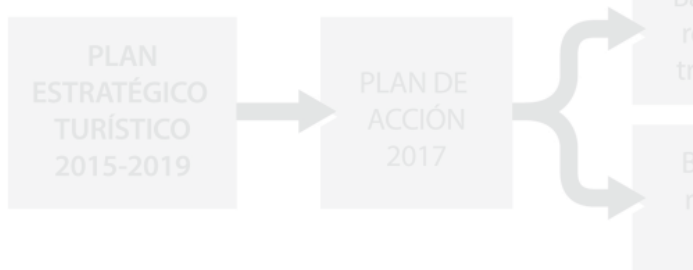 PLAN
ESTRATÉGICO
TURÍSTICO
2015-2019
PLAN DE
ACCIÓN
2017